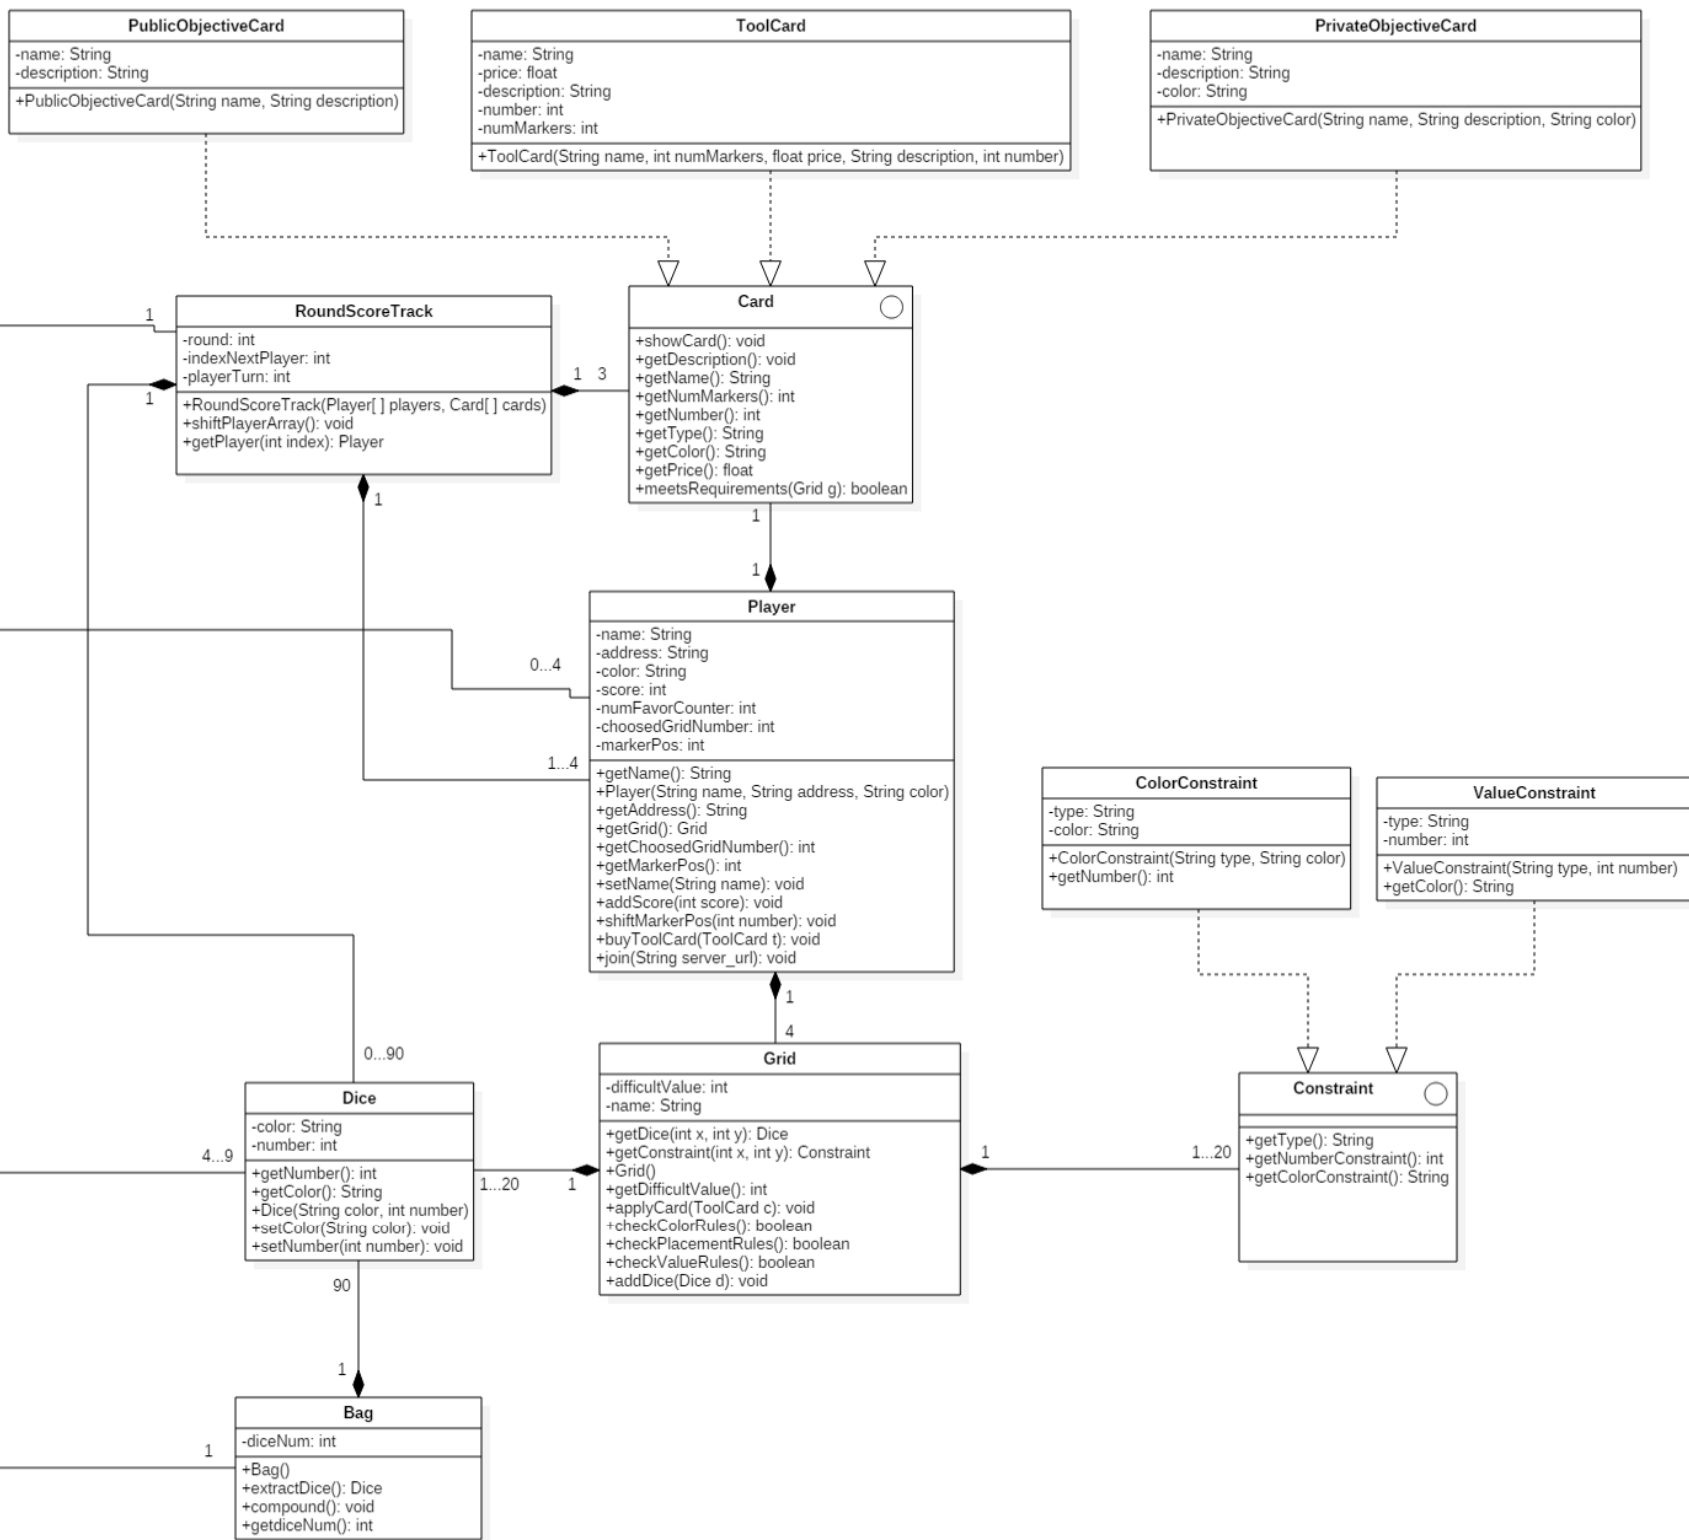 PublicObjectiveCard
-name: String
-description: String
+PublicObjectiveCard(String name, String description)
ToolCard
-name: String
-price: float
-description: String
-number: int
-numMarkers: int
+ToolCard(String name, int numMarkers, float price, String description, int number)
PrivateObjectiveCard
-name: String
-description: String
-color: String
+PrivateObjectiveCard(String name, String description, String color)
1
RoundScoreTrack
-round: int
-indexNextPlayer: int
-playerTurn: int
+RoundScoreTrack(Player[ ] players, Card[ ] cards)
+shiftPlayerArray(): void
+getPlayer(int index): Player
1
1
1 3
Card
+showCard(): void
+getDescription(): void
+getName(): String
+getNumMarkers(): int
+getNumber(): int
+getType(): String
+getColor(): String
+getPrice(): float
+meetsRequirements(Grid g): boolean
1
1
Player
-name: String
-address: String
-color: String
-score: int
-numFavorCounter: int
-choosedGridNumber: int
-markerPos: int
+getName(): String
+Player(String name, String address, String color)
+getAddress(): String
+getGrid(): Grid
+getChoosedGridNumber(): int
+getMarkerPos(): int
+setName(String name): void
+addScore(int score): void
+shiftMarkerPos(int number): void
+buyToolCard(ToolCard t): void
+join(String server_url): void
0...4
1...4
1
4
ColorConstraint
-type: String
-color: String
+ColorConstraint(String type, String color)
+getNumber(): int
ValueConstraint
-type: String
-number: int
+ValueConstraint(String type, int number)
+getColor(): String
0...90
Dice
-color: String
-number: int
+getNumber(): int
+getColor(): String
+Dice(String color, int number)
+setColor(String color): void
+setNumber(int number): void
4...9
1...20
1
Grid
-difficultValue: int
-name: String
+getDice(int x, int y): Dice
+getConstraint(int x, int y): Constraint
+Grid()
+getDifficultValue(): int
+applyCard(ToolCard c): void
+checkColorRules(): boolean
+checkPlacementRules(): boolean
+checkValueRules(): boolean
+addDice(Dice d): void
1
1...20
Constraint
+getType(): String
+getNumberConstraint(): int
+getColorConstraint(): String
90
1
Bag
-diceNum: int
+Bag()
+extractDice(): Dice
+compound(): void
+getdiceNum(): int
1